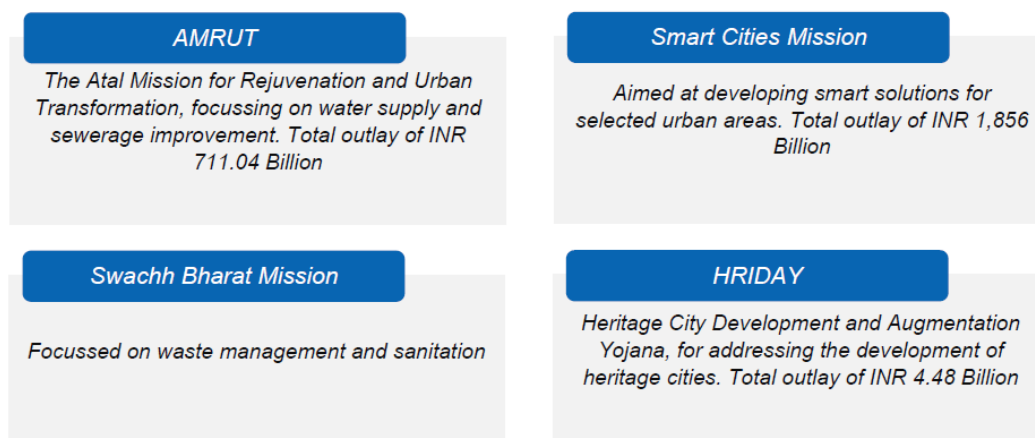 AMRUT
The Atal Mission for Rejuvenation and Urban
Transformation, focussing on water supply and
sewerage improvement. Total outlay of INR
711.04 Billion
Smart Cities Mission
Aimed at developing smart solutions for
selected urban areas. Total outlay of INR 1,856
Billion
Swachh Bharat Mission
Focussed on waste management and sanitation
HRIDAY
Heritage City Development and Augmentation
Yojana, for addressing the development of
heritage cities. Total outlay of INR 4.48 Billion